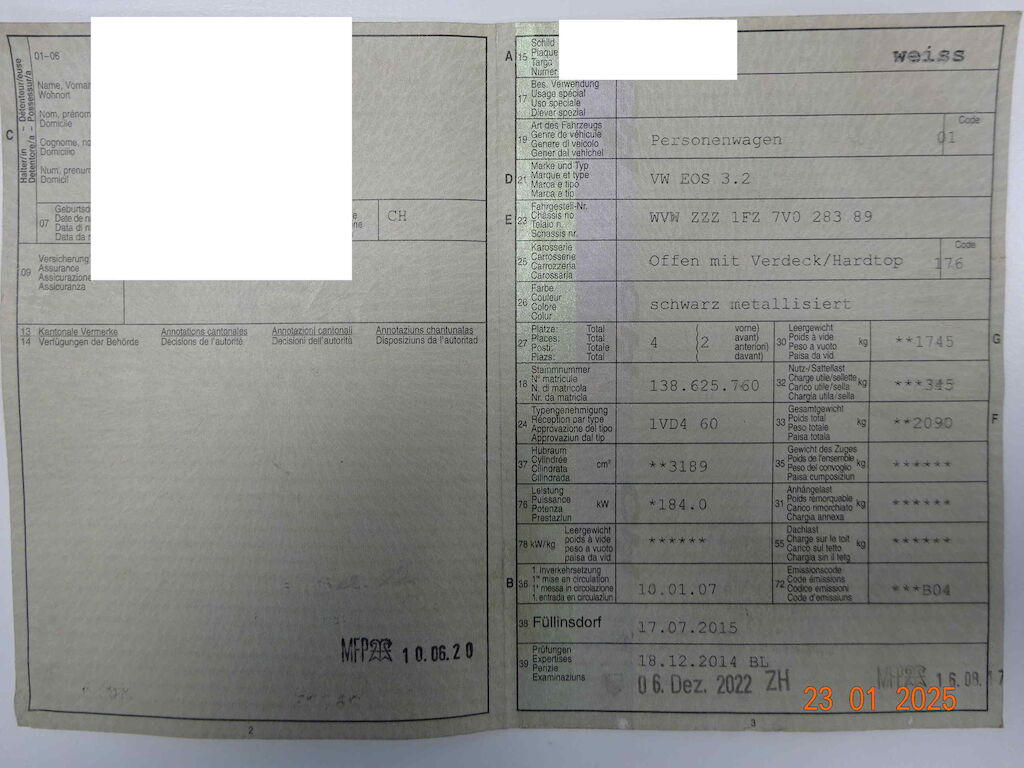 Halter/in – Détenteur/euse
Detentore/a – Possessur/a
C
01–06
Wohnort
Domicile
Domicilio
Domicil
07
CH
09
Versicherung
Assurance
Assicurazione
Assicuranza
13 Kantonale Vermerke Annotations cantonales Annotazioni cantonali Annotaziuns chantunalas
14 Verfügungen der Behörde Décisions de l'autorité Decisioni dell'autorità Disposiziuns da l'autoritad
MFP 10.06.20
2
A 15 Schild
Plaque
Targa
Numer
weiss
17 Bes. Verwendung
Usage spécial
Uso speciale
Diever spezial
19 Art des Fahrzeugs
Genre de véhicule
Genere di veicolo
Gener dal vehichel
Personenwagen
Code
01
D 21 Marke und Typ
Marque et type
Marca e tipo
Marca e tip
VW EOS 3.2
E 23 Fahrgestell-Nr.
Châssis no
Telaio n.
Schassis nr.
WVW ZZZ 1FZ 7V0 283 89
25 Karosserie
Carrosserie
Carrozzeria
Carossaria
Offen mit Verdeck/Hardtop
Code
176
26 Farbe
Couleur
Colore
Colur
schwarz metallisiert
27 Plätze: Total
Places: Total
Posti: Totale
Plazs: Total
4 (2 vorne)
avant)
anteriori)
davant)
30 Leergewicht
Poids à vide
Peso a vuoto
Paisa da vid
kg
**1745
G
18 Stammnummer
N° matricule
N. di matricola
Nr. da matricla
138.625.760
32 Nutz-/Sattellast
Charge utile/sellette
Carico utile/sella
Chargia utila/sella
kg
***345
24 Typengenehmigung
Réception par type
Approvazione del tipo
Approvaziun dal tip
1VD4 60
33 Gesamtgewicht
Poids total
Peso totale
Paisa totala
kg
**2090
F
37 Hubraum
Cylindrée
Cilindrata
Cilindrada
cm³
**3189
35 Gewicht des Zuges
Poids de l'ensemble
Peso del convoglio
Paisa cumposiziun
kg
******
76 Leistung
Puissance
Potenza
Prestaziun
kW
*184.0
31 Anhängelast
Poids remorquable
Carico rimorchiato
Chargia annexa
kg
******
78 kW/kg Leergewicht
poids à vide
peso a vuoto
paisa da vid
******
55 Dachlast
Charge sur le toit
Carico sul tetto
Chargia sin il tetg
kg
******
B 36 1. Inverkehrsetzung
1re mise en circulation
1a messa in circolazione
1. entrada en circulaziun
10.01.07
72 Emissionscode
Code émissions
Codice emissioni
Code d'emissiuns
***B04
38 Füllinsdorf
17.07.2015
39 Prüfungen
Expertises
Perizie
Examinaziuns
18.12.2014 BL
06. Dez. 2022 ZH
MFP 16.08.17
23 01 2025
3